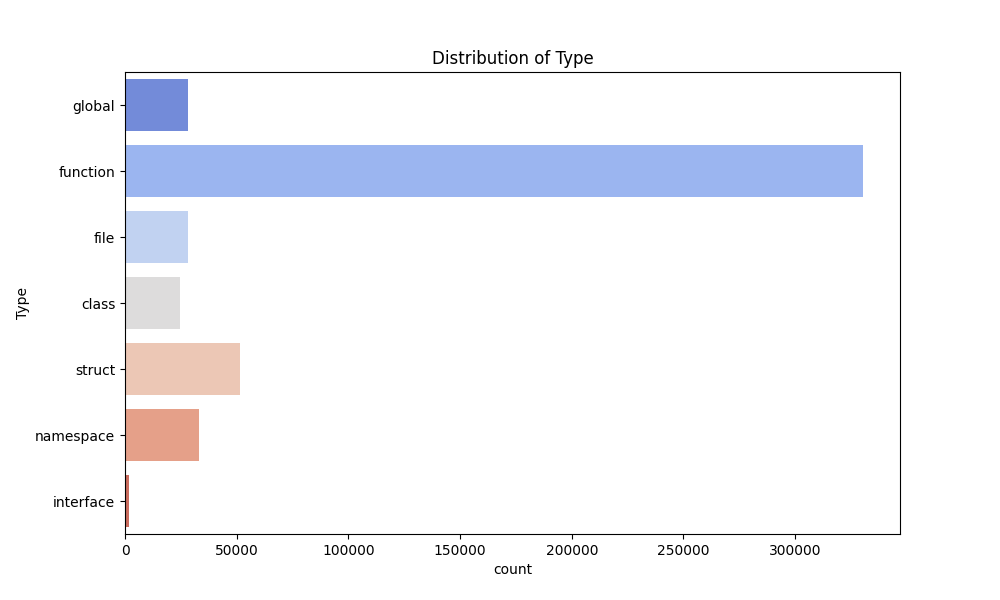 Distribution of Type
Type
global
function
file
class
struct
namespace
interface
0 50000 100000 150000 200000 250000 300000
count